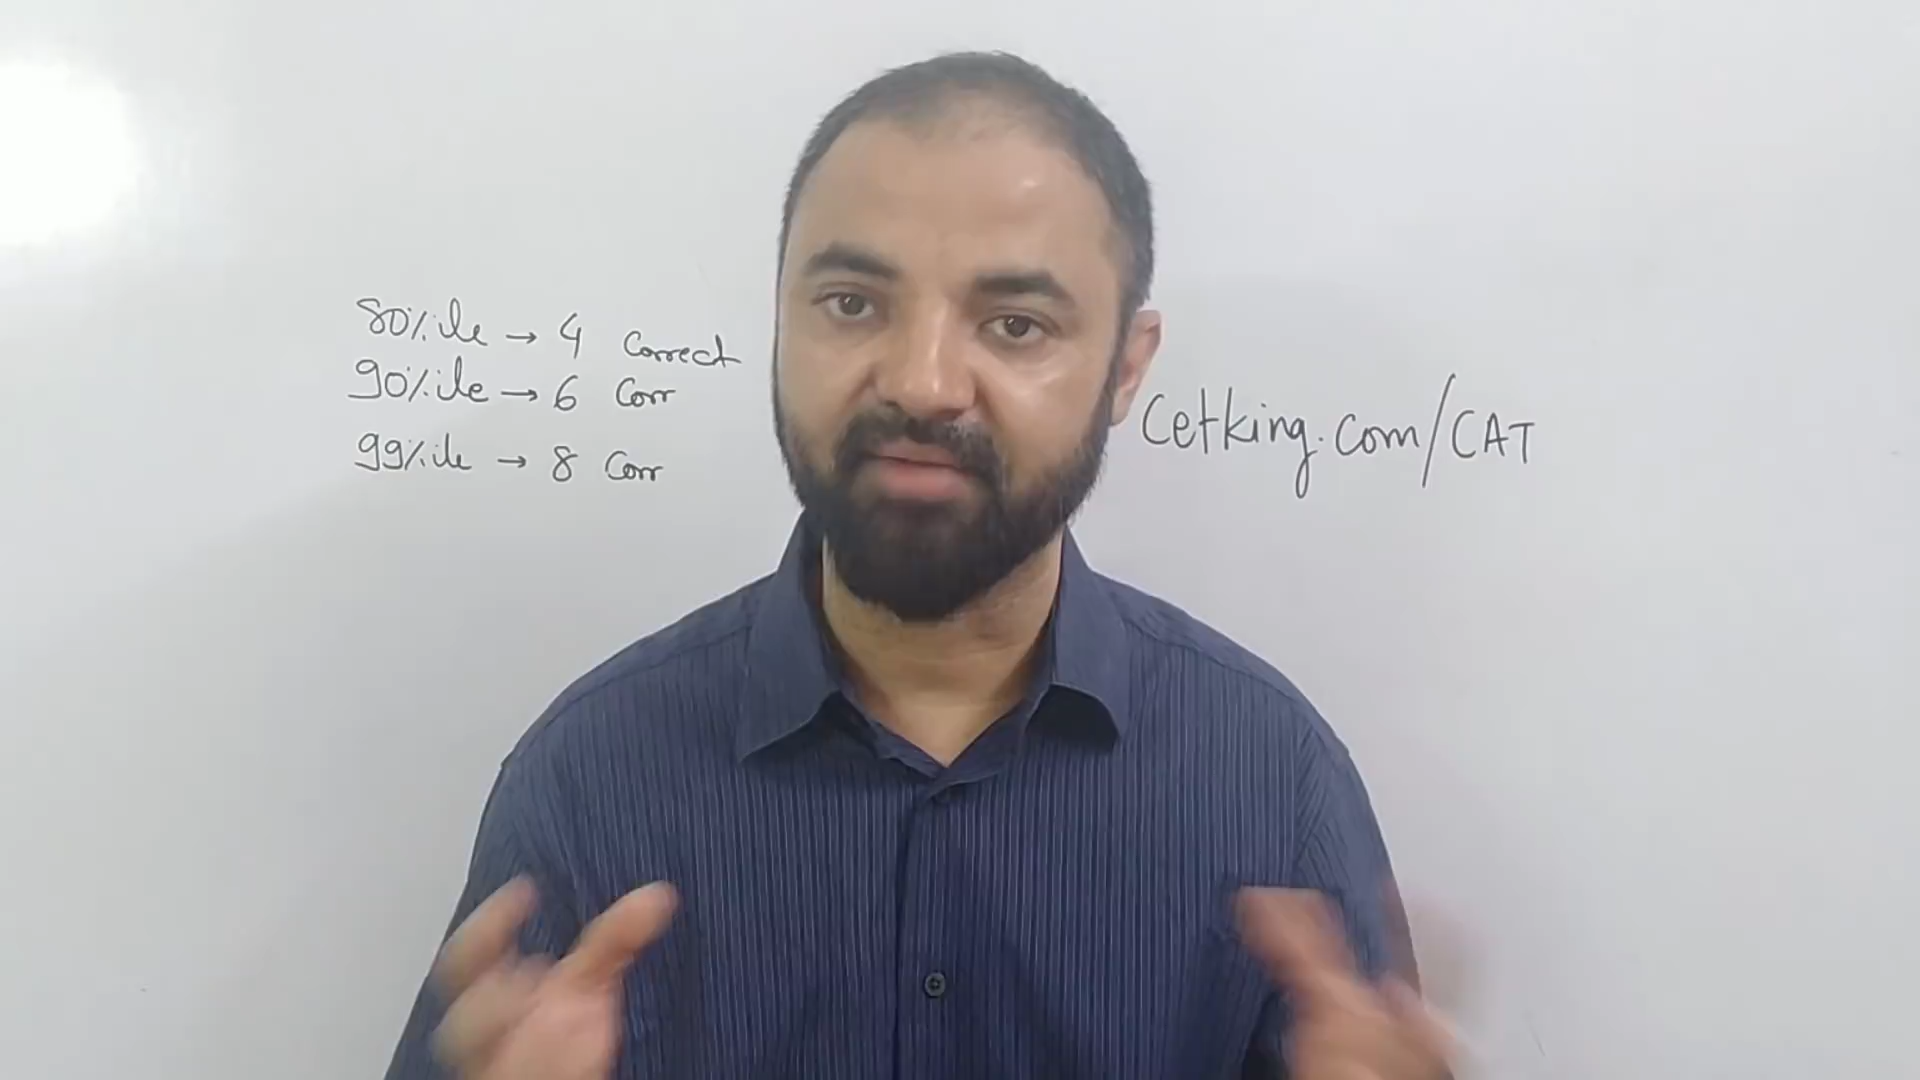 80%ile → 4 Correct
90%ile → 6 Corr
99%ile → 8 Corr
Cetking.com/CAT